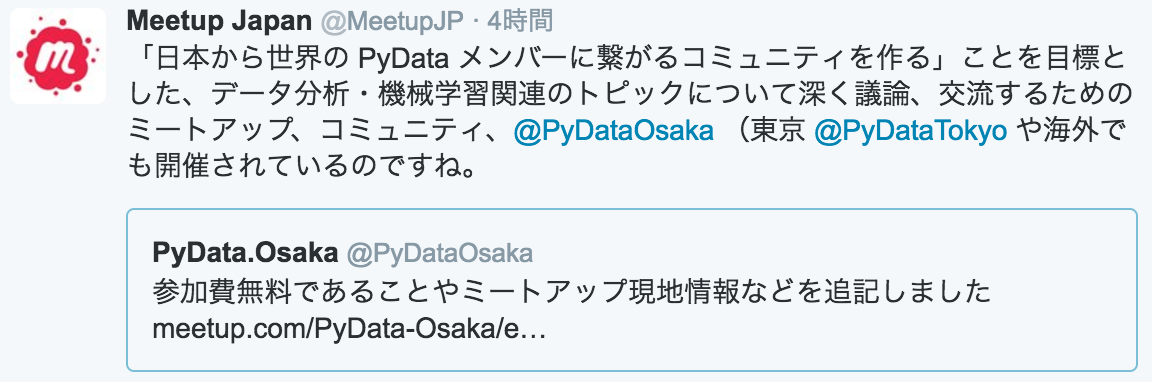 Meetup Japan @MeetupJP · 4時間
「日本から世界の PyData メンバーに繋がるコミュニティを作る」ことを目標と
した、データ分析・機械学習関連のトピックについて深く議論、交流するための
ミートアップ、コミュニティ、@PyDataOsaka （東京 @PyDataTokyo や海外で
も開催されているのですね。
PyData.Osaka @PyDataOsaka
参加費無料であることやミートアップ現地情報などを追記しました
meetup.com/PyData-Osaka/e…